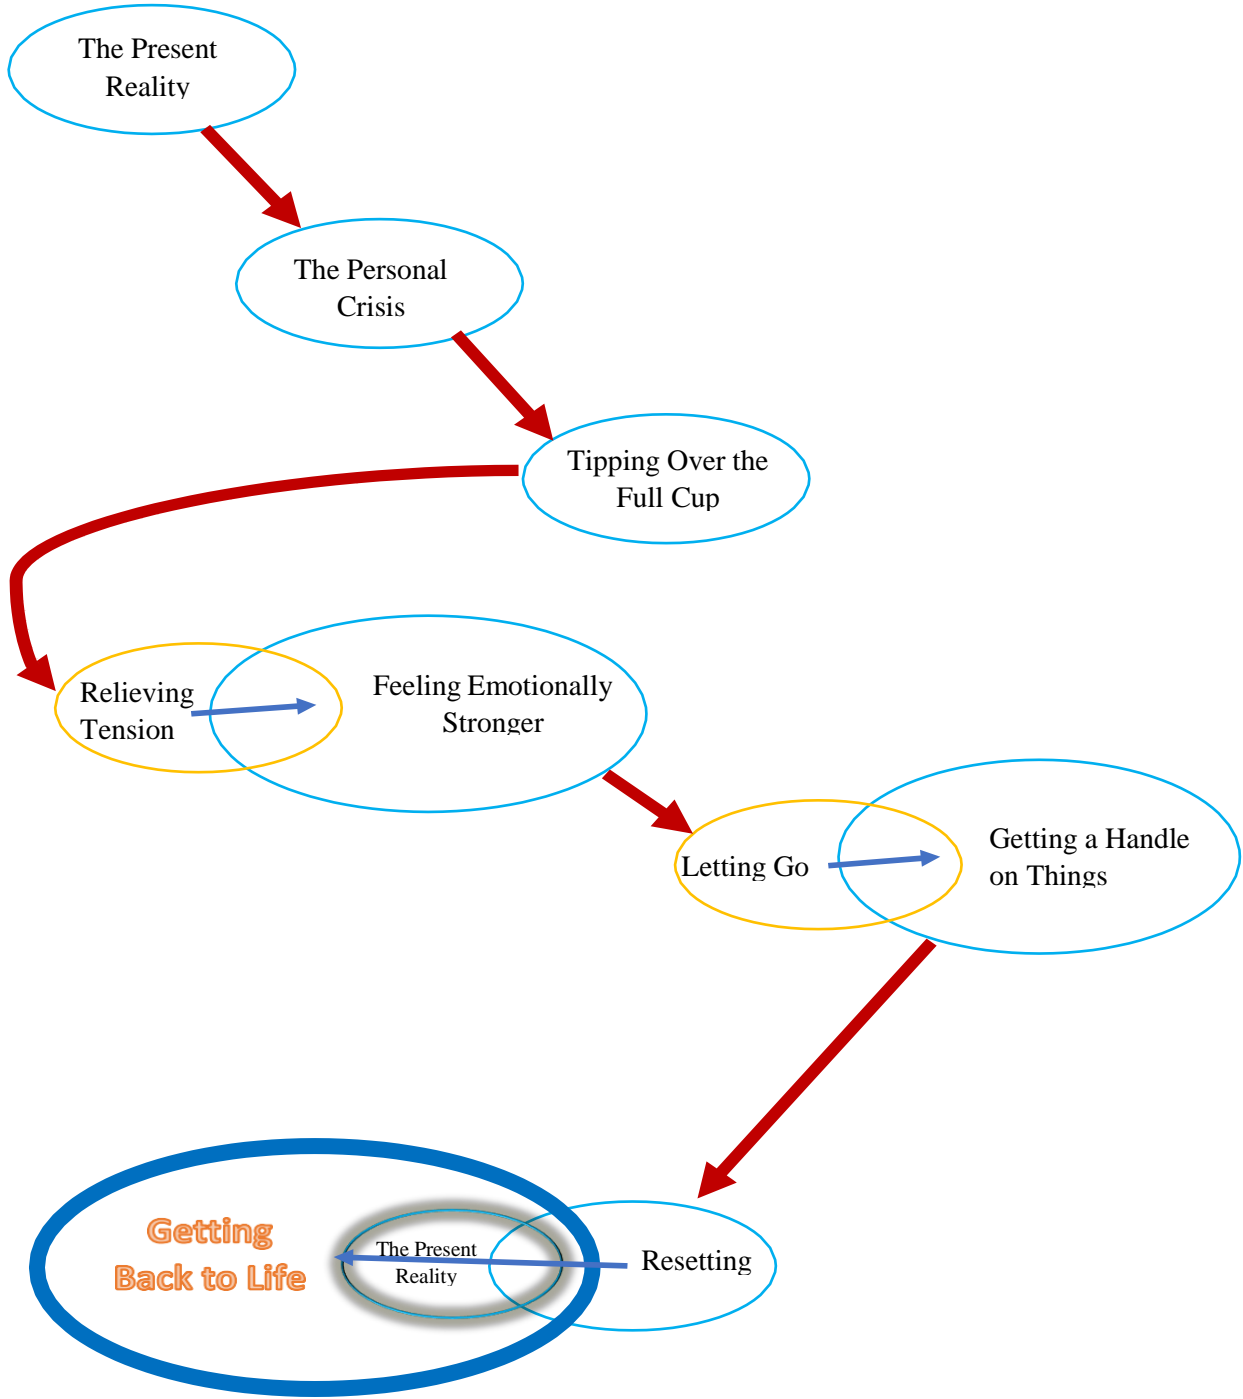 The Present
Reality
The Personal
Crisis
Tipping Over the
Full Cup
Relieving
Tension
Feeling Emotionally
Stronger
Letting Go
Getting a Handle
on Things
Getting
Back to Life
The Present
Reality
Resetting